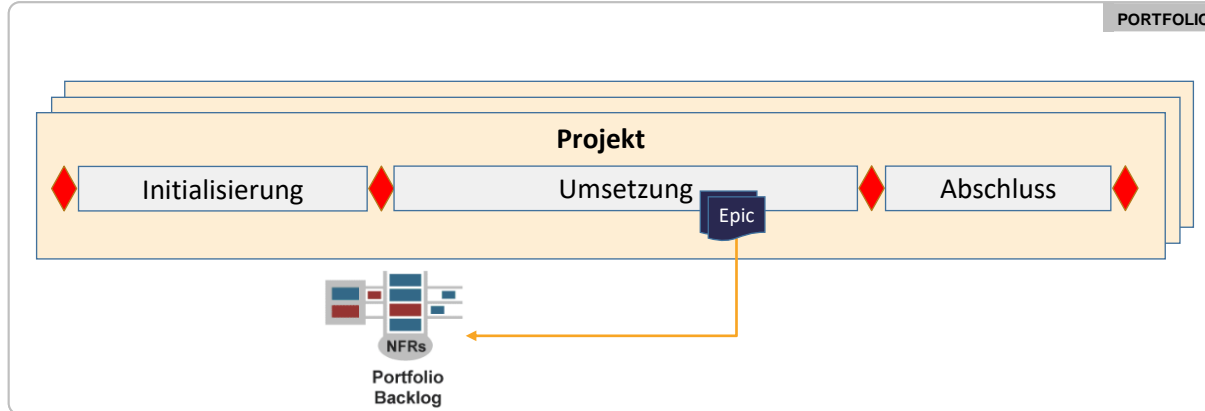 PORTFOLIO
Projekt
Initialisierung
Umsetzung
Abschluss
Epic
NFRs
Portfolio
Backlog